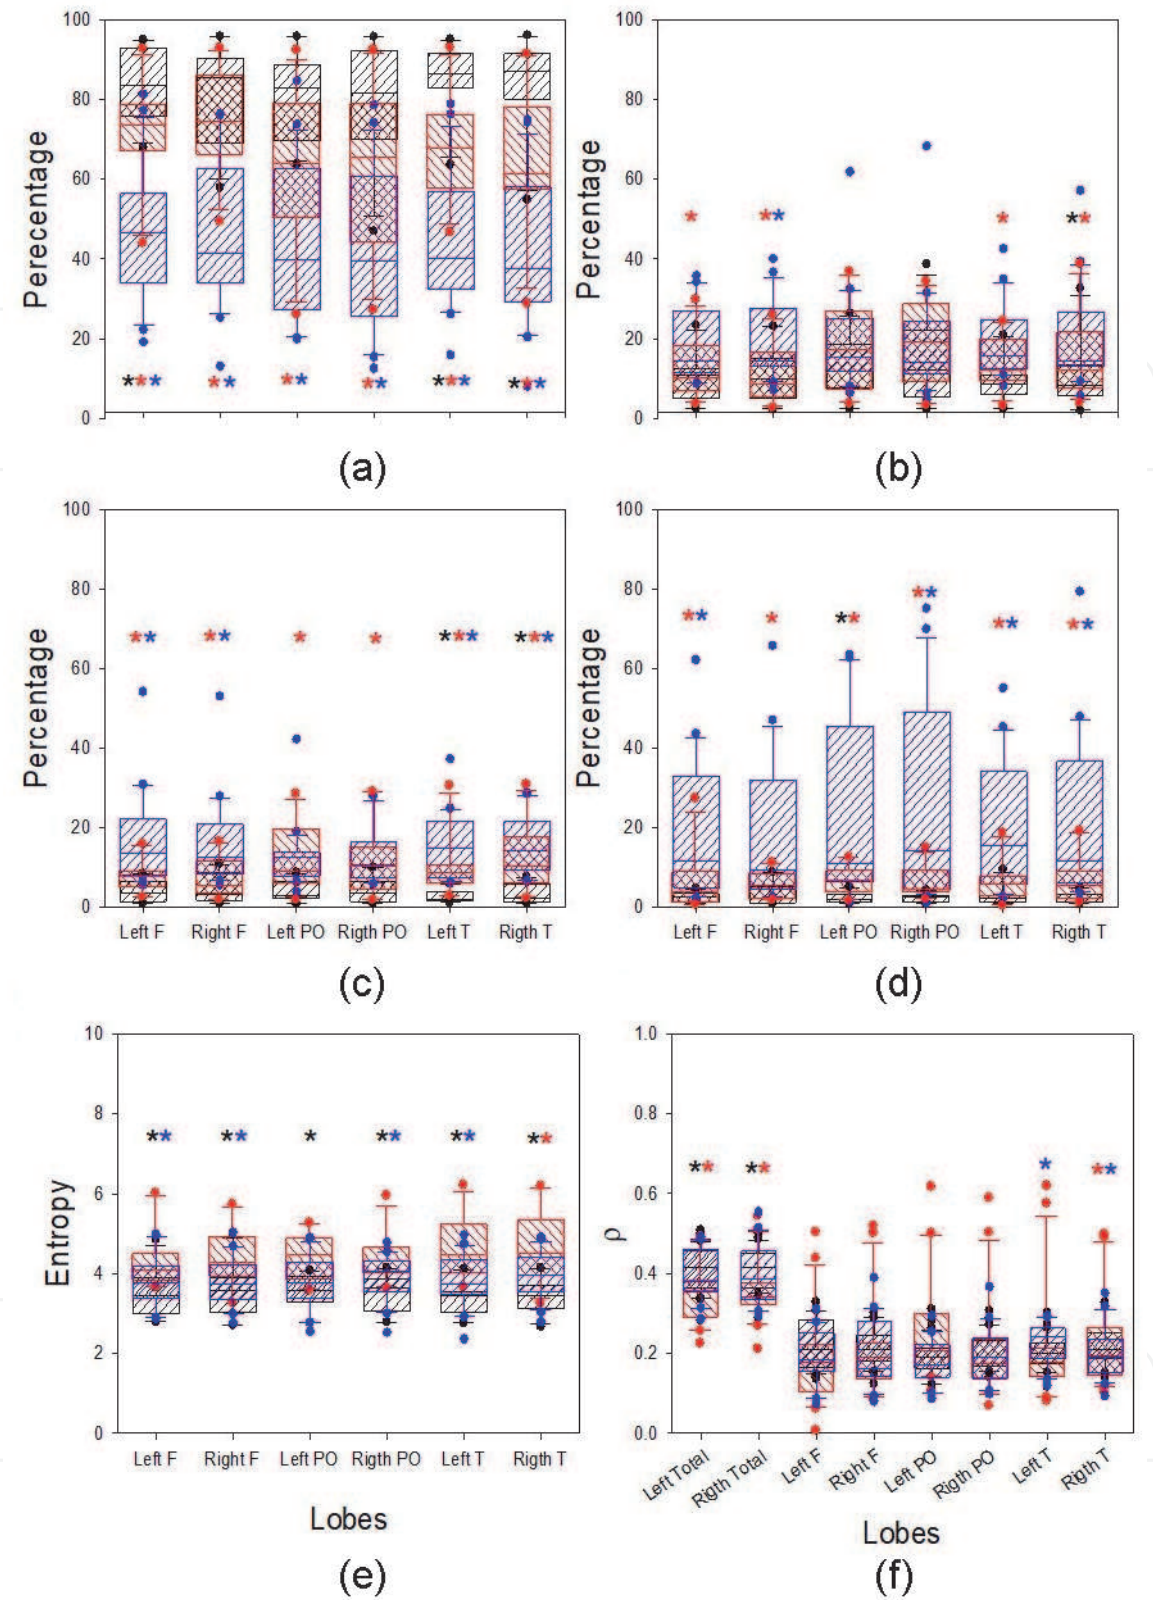 100
80
60
40
20
0
Perecentage
* * * * * * * * * * * * * * *
(a)
100
80
60
40
20
0
Percentage
* * * * * *
(b)
100
80
60
40
20
0
Percentage
* * * * * * * * * * * *
Left F Right F Left PO Rigth PO Left T Rigth T
(c)
100
80
60
40
20
0
Percentage
* * * * * * * * * * *
Left F Right F Left PO Rigth PO Left T Rigth T
(d)
10
8
6
4
2
0
Entropy
* * * * * * * * * * *
Left F Right F Left PO Rigth PO Left T Rigth T
Lobes
(e)
1.0
0.8
0.6
0.4
0.2
0.0
ρ
* * * * * * *
Left Total Rigth Total Left F Right F Left PO Rigth PO Left T Rigth T
Lobes
(f)